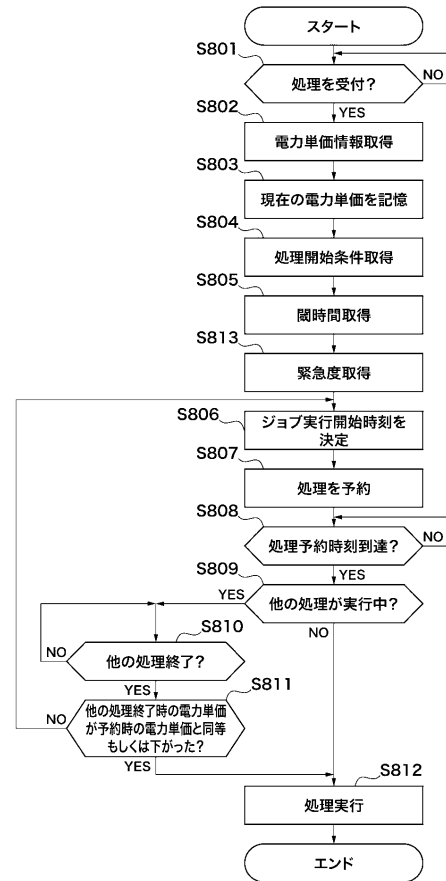 スタート
S801
処理を受付？
NO
YES
S802
電力単価情報取得
S803
現在の電力単価を記憶
S804
処理開始条件取得
S805
閾時間取得
S813
緊急度取得
S806
ジョブ実行開始時刻を
決定
S807
処理を予約
S808
処理予約時刻到達？
NO
YES
S809
他の処理が実行中？
YES
NO
S810
他の処理終了？
NO
YES
S811
他の処理終了時の電力単価
が予約時の電力単価と同等
もしくは下がった？
NO
YES
S812
処理実行
エンド